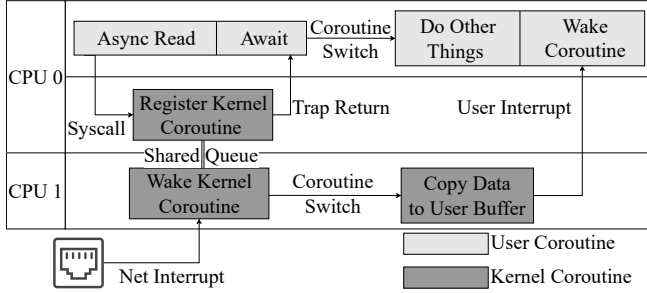 Async Read
Await
Coroutine
Switch
Do Other
Things
Wake
Coroutine
CPU 0
Syscall
Register Kernel
Coroutine
Trap Return
User Interrupt
Shared Queue
CPU 1
Wake Kernel
Coroutine
Coroutine
Switch
Copy Data
to User Buffer
Net Interrupt
User Coroutine
Kernel Coroutine